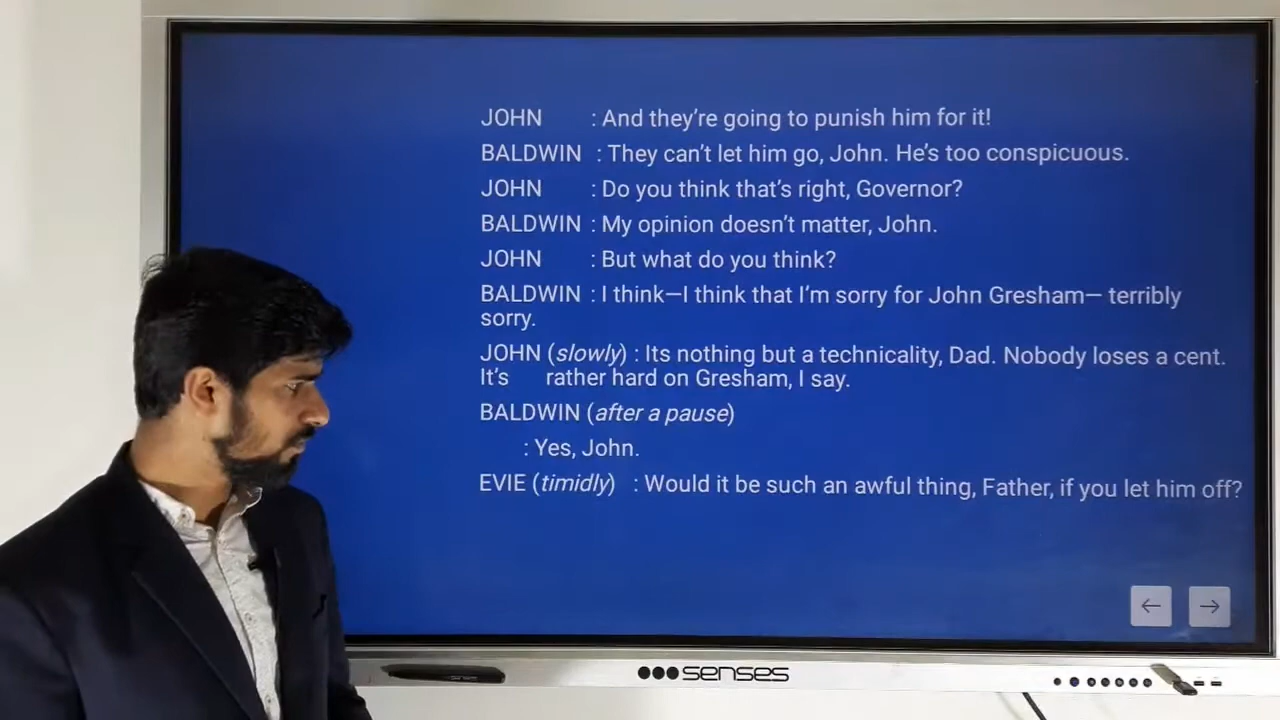 JOHN : And they're going to punish him for it!
BALDWIN : They can't let him go, John. He's too conspicuous.
JOHN : Do you think that's right, Governor?
BALDWIN : My opinion doesn't matter, John.
JOHN : But what do you think?
BALDWIN : I think—I think that I'm sorry for John Gresham— terribly
sorry.
JOHN (slowly) : Its nothing but a technicality, Dad. Nobody loses a cent.
It's rather hard on Gresham, I say.
BALDWIN (after a pause)
: Yes, John.
EVIE (timidly) : Would it be such an awful thing, Father, if you let him off?
senses